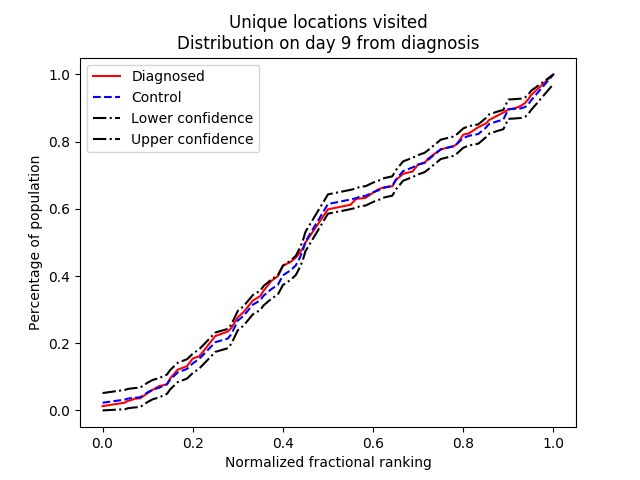 Unique locations visited
Distribution on day 9 from diagnosis
Diagnosed
Control
Lower confidence
Upper confidence
Percentage of population
1.0
0.8
0.6
0.4
0.2
0.0
0.0 0.2 0.4 0.6 0.8 1.0
Normalized fractional ranking